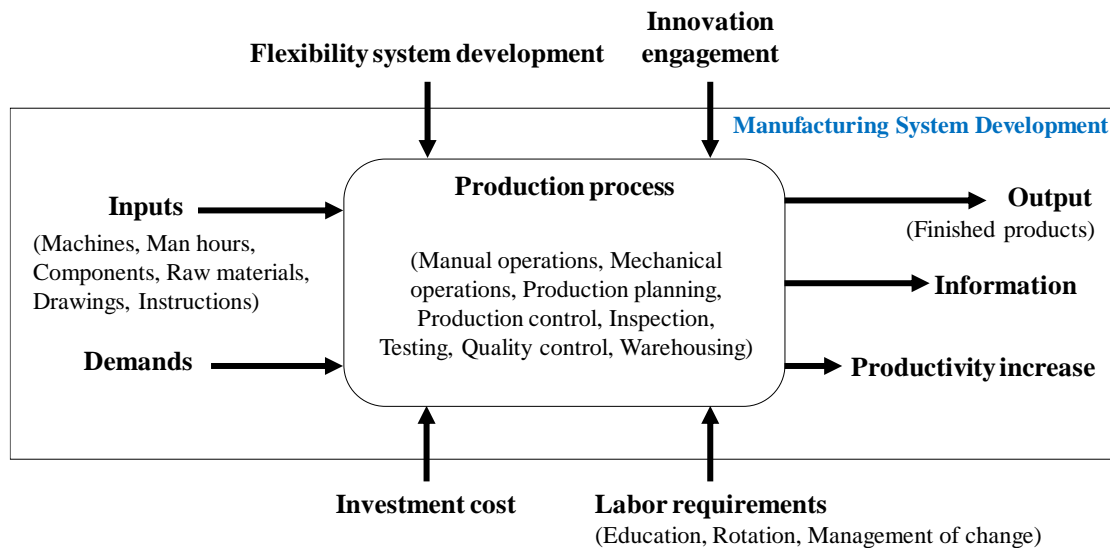 Innovation
engagement
Flexibility system development
Manufacturing System Development
Production process
Inputs
(Machines, Man hours,
Components, Raw materials,
Drawings, Instructions)
Demands
(Manual operations, Mechanical
operations, Production planning,
Production control, Inspection,
Testing, Quality control, Warehousing)
Output
(Finished products)
Information
Productivity increase
Investment cost
Labor requirements
(Education, Rotation, Management of change)